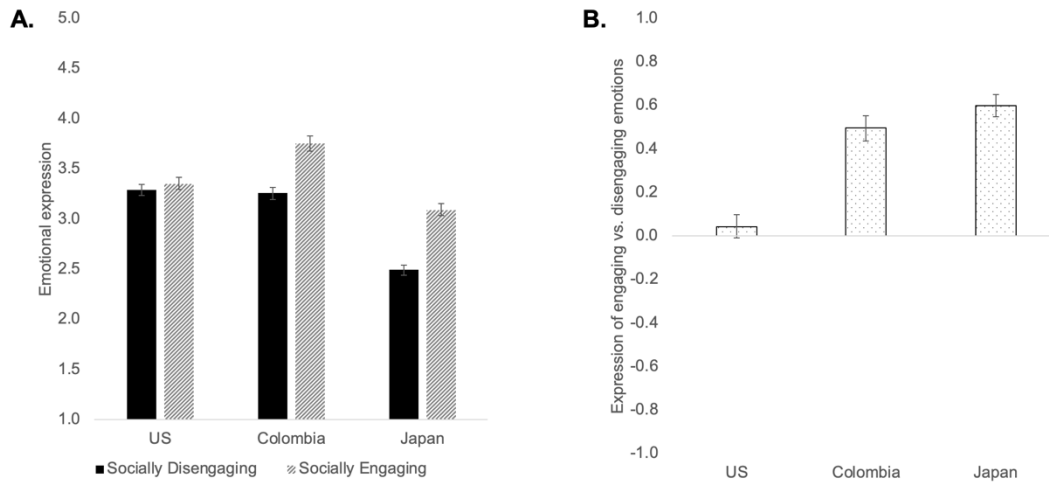 A.
Emotional expression
5.0
4.5
4.0
3.5
3.0
2.5
2.0
1.5
1.0
US Colombia Japan
Socially Disengaging Socially Engaging
B.
Expression of engaging vs. disengaging emotions
1.0
0.8
0.6
0.4
0.2
0.0
-0.2
-0.4
-0.6
-0.8
-1.0
US Colombia Japan